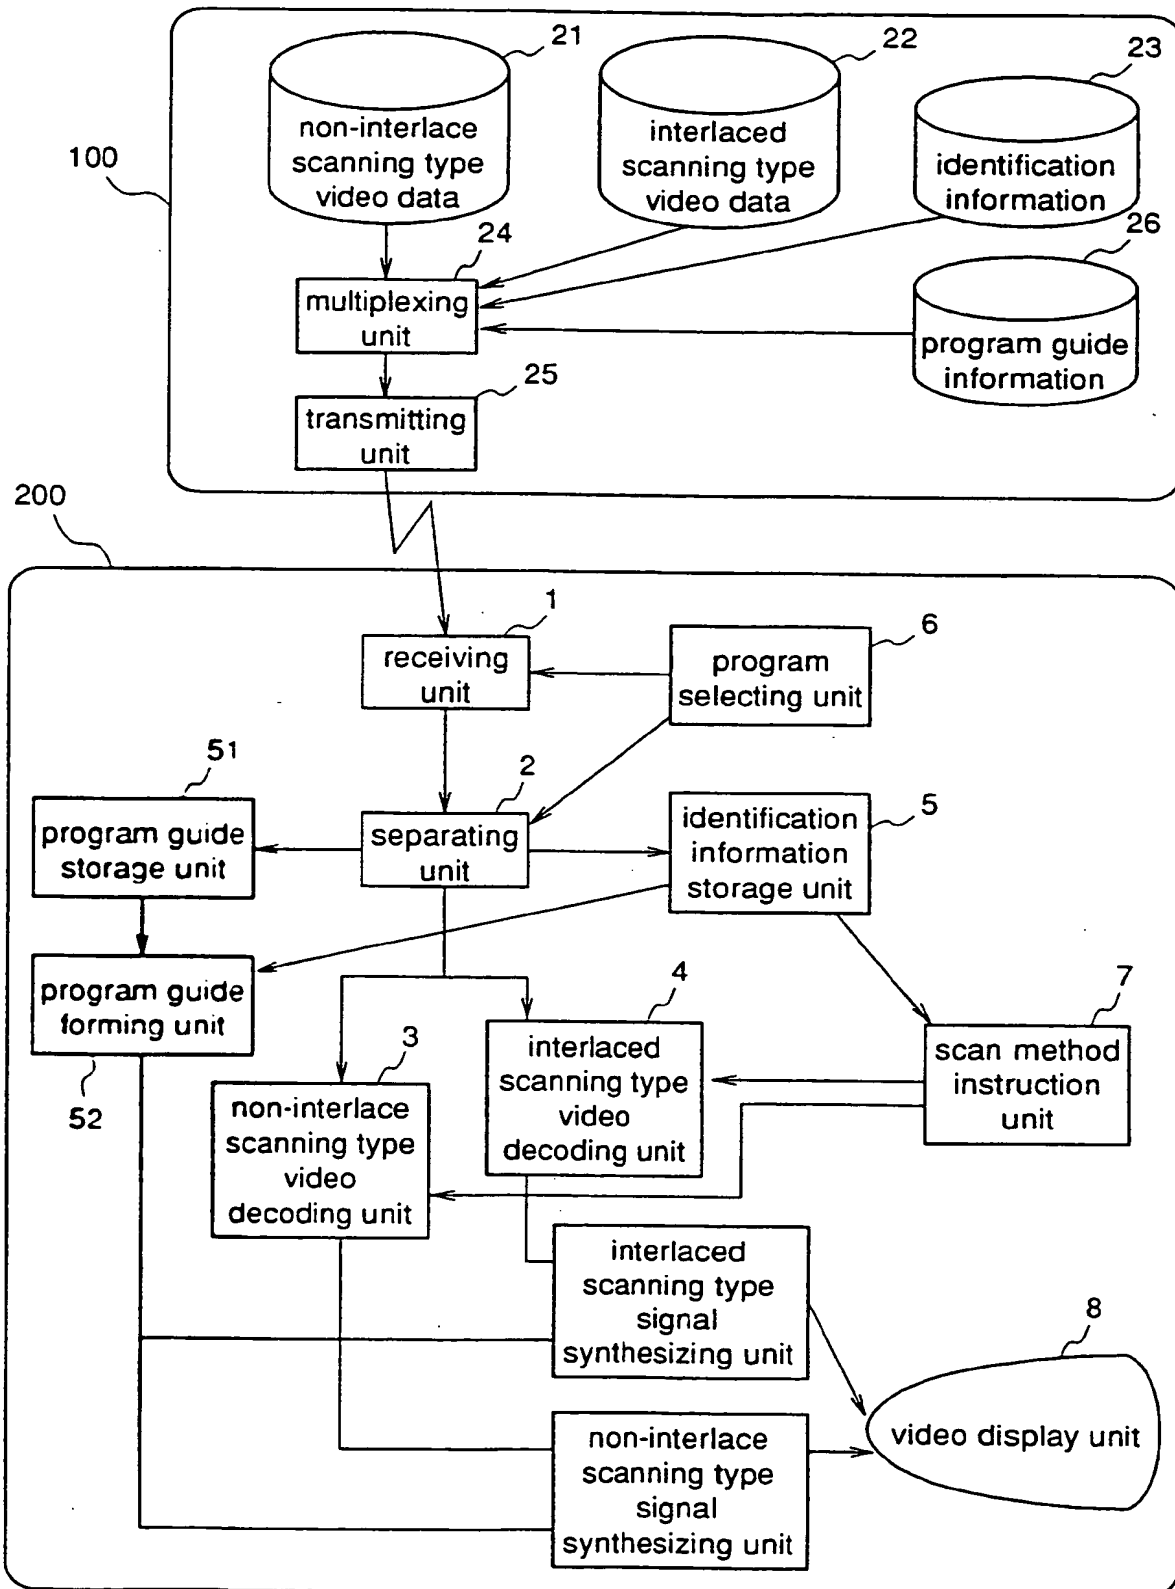 21
22
23
non-interlace
scanning type
video data
interlaced
scanning type
video data
identification
information
100
24
26
multiplexing
unit
program guide
information
25
transmitting
unit
200
1
6
receiving
unit
program
selecting unit
51
2
5
program guide
storage unit
separating
unit
identification
information
storage unit
program guide
forming unit
52
4
7
interlaced
scanning type
video
decoding unit
scan method
instruction
unit
3
non-interlace
scanning type
video
decoding unit
interlaced
scanning type
signal
synthesizing unit
8
video display unit
non-interlace
scanning type
signal
synthesizing unit